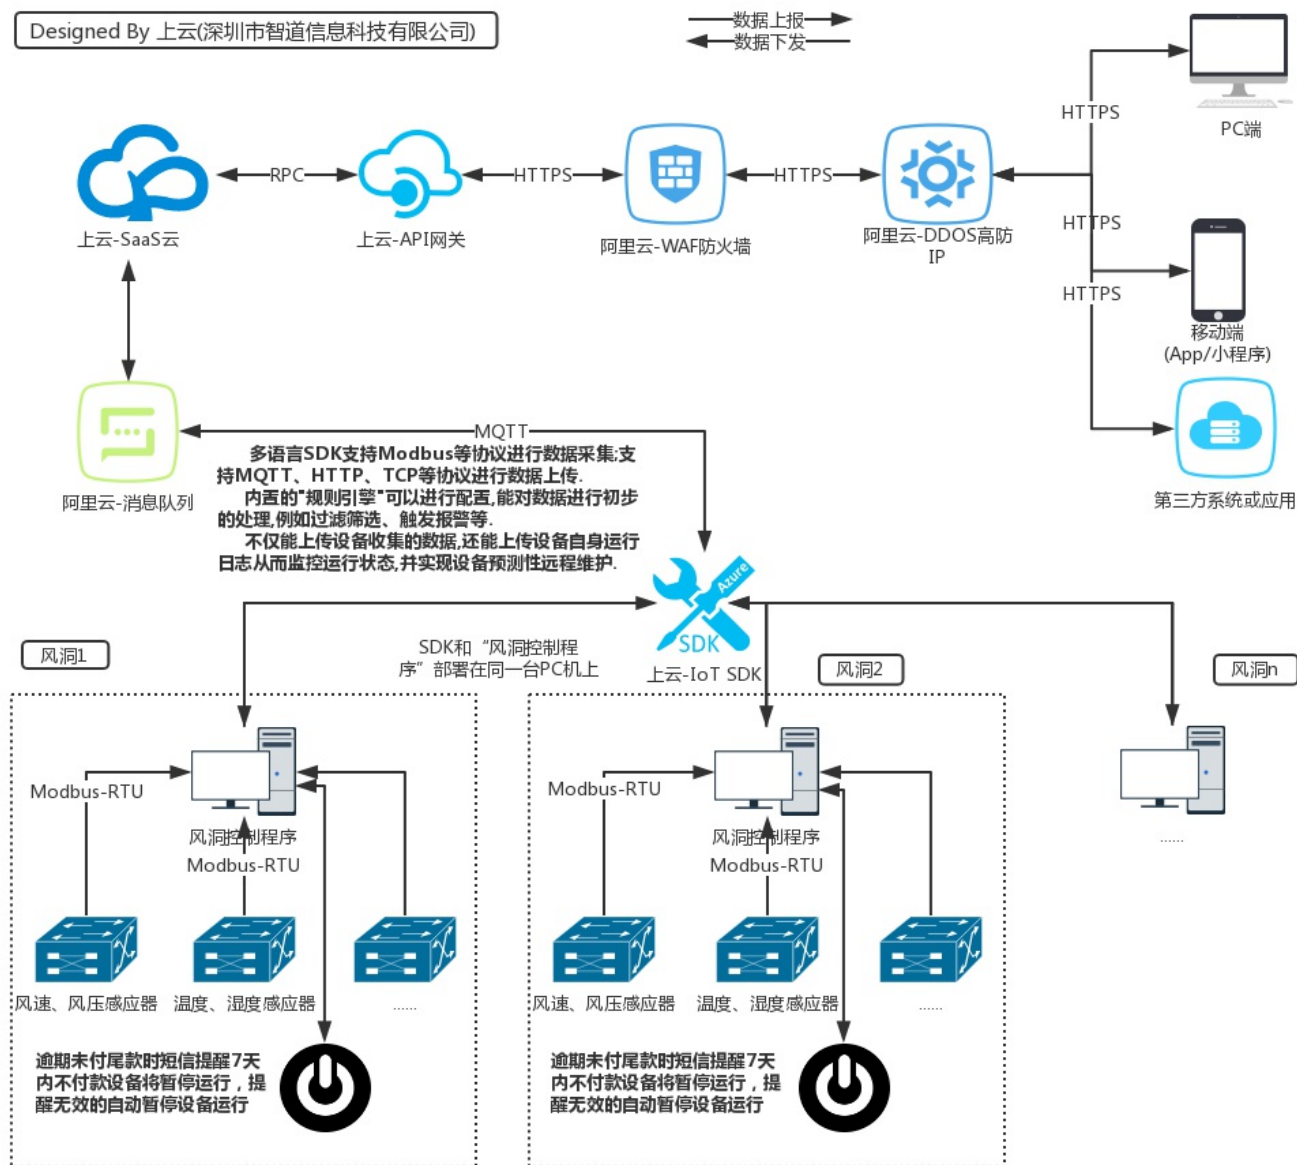 Designed By 上云(深圳市智道信息科技有限公司)
数据上报
数据下发
HTTPS
PC端
RPC
HTTPS
HTTPS
上云-SaaS云
上云-API网关
阿里云-WAF防火墙
阿里云-DDOS高防
IP
HTTPS
HTTPS
移动端
(App/小程序)
MQTT
多语言SDK支持Modbus等协议进行数据采集;支
持MQTT、HTTP、TCP等协议进行数据上传.
内置的"规则引擎"可以进行配置,能对数据进行初步
的处理,例如过滤筛选、触发报警等.
不仅能上传设备收集的数据,还能上传设备自身运行
日志从而监控运行状态,并实现设备预测性远程维护.
阿里云-消息队列
第三方系统或应用
Azure
SDK
上云-IoT SDK
SDK和“风洞控制程
序”部署在同一台PC机上
风洞1
风洞2
风洞n
Modbus-RTU
风洞控制程序
Modbus-RTU
风速、风压感应器
温度、湿度感应器
......
逾期未付尾款时短信提醒7天
内不付款设备将暂停运行，提
醒无效的自动暂停设备运行
Modbus-RTU
风洞控制程序
Modbus-RTU
风速、风压感应器
温度、湿度感应器
......
逾期未付尾款时短信提醒7天
内不付款设备将暂停运行，提
醒无效的自动暂停设备运行
......